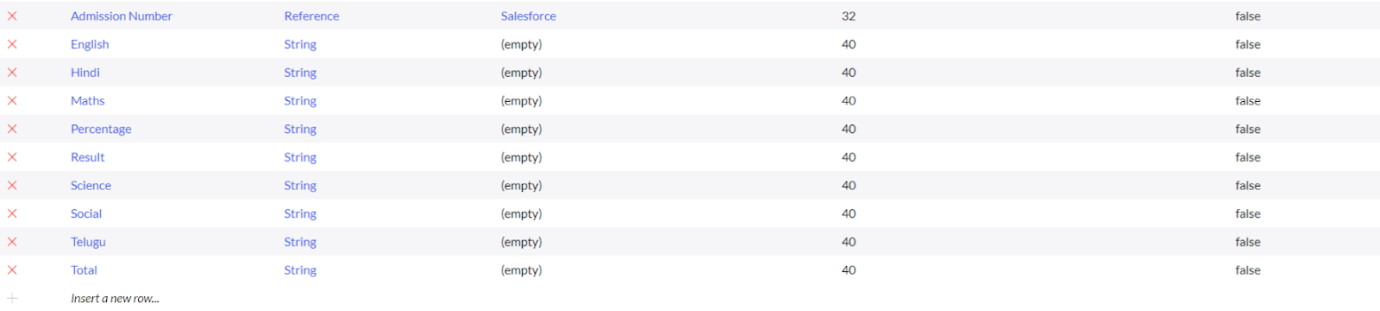 Admission Number Reference Salesforce 32 false
English String (empty) 40 false
Hindi String (empty) 40 false
Maths String (empty) 40 false
Percentage String (empty) 40 false
Result String (empty) 40 false
Science String (empty) 40 false
Social String (empty) 40 false
Telugu String (empty) 40 false
Total String (empty) 40 false
Insert a new row...